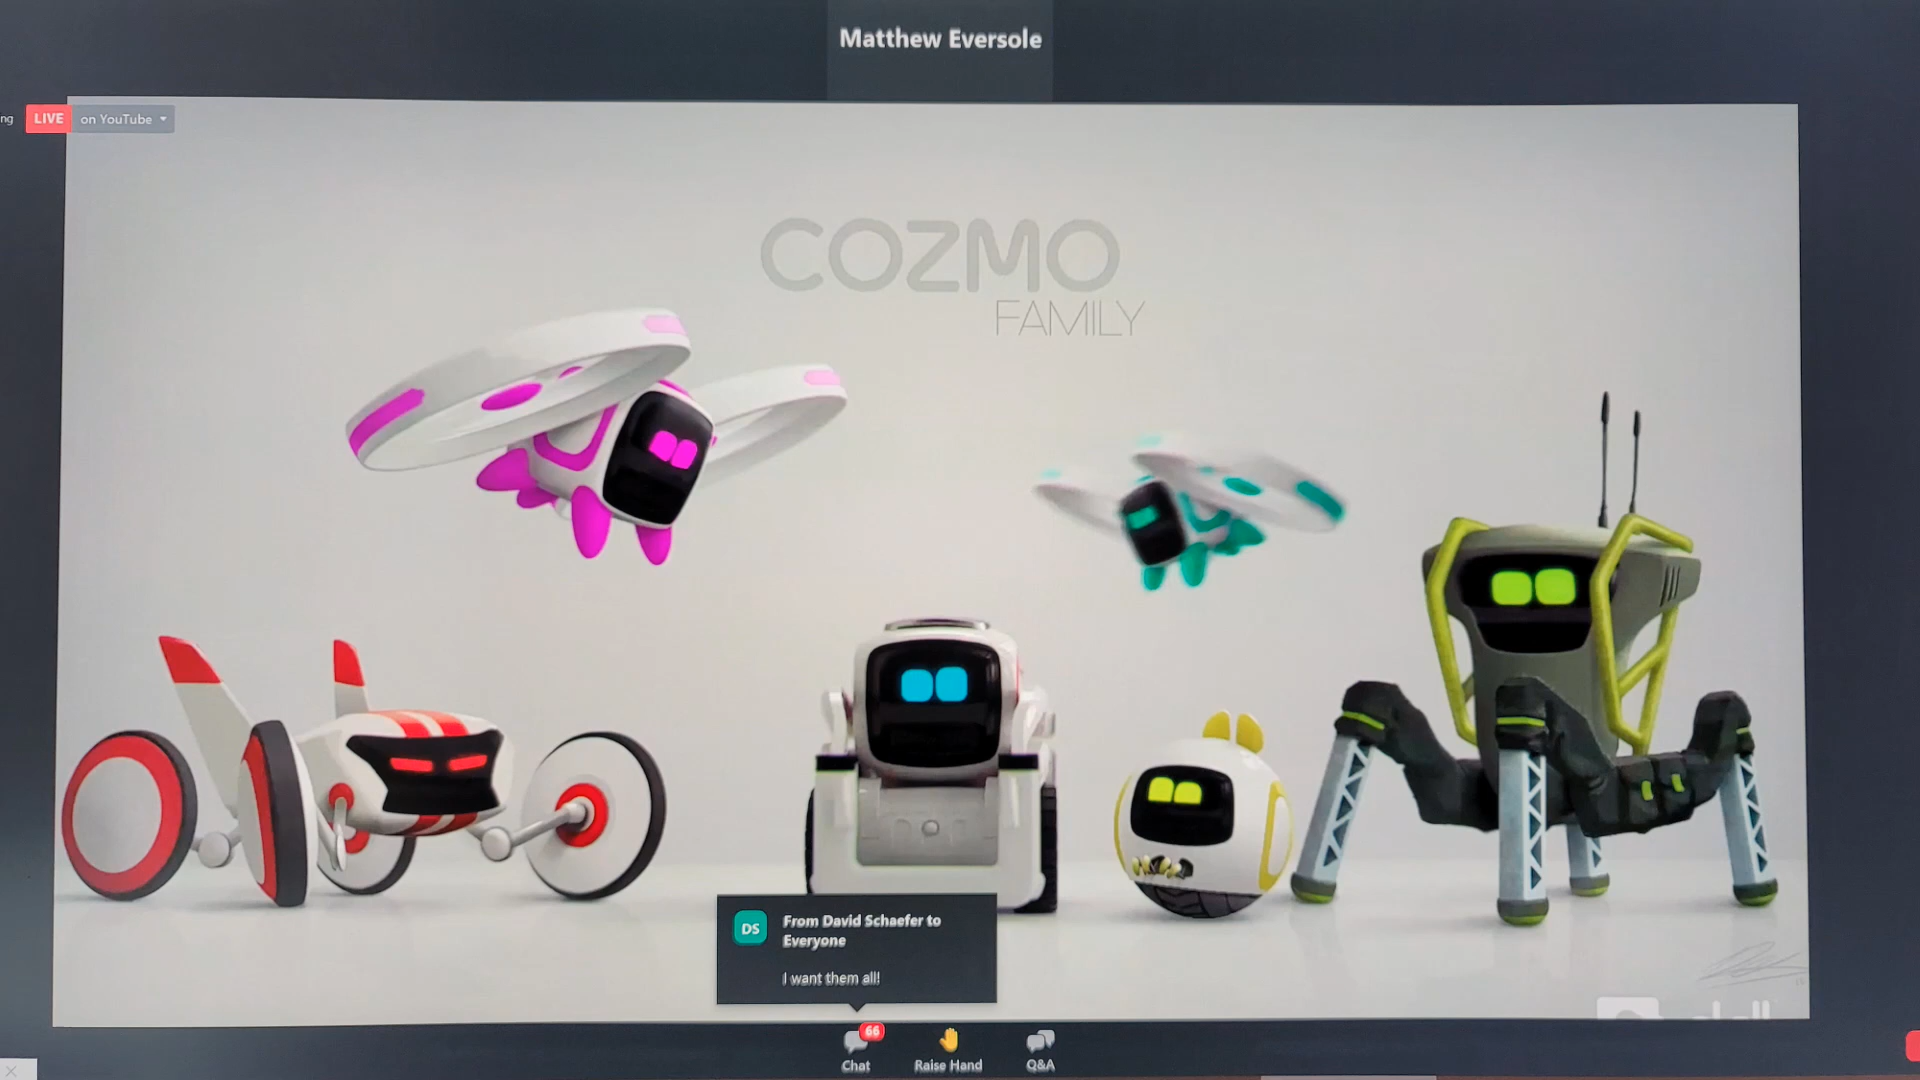 Matthew Eversole
ng
LIVE on YouTube
COZMO
FAMILY
DS
From David Schaefer to
Everyone
I want them all!
66
Chat
Raise Hand
Q&A